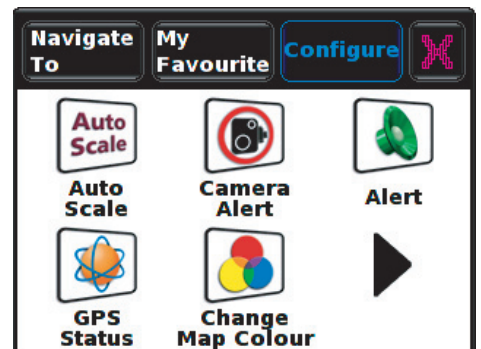 Navigate To
My Favourite
Configure
Auto Scale
Auto Scale
Camera Alert
Alert
GPS Status
Change Map Colour